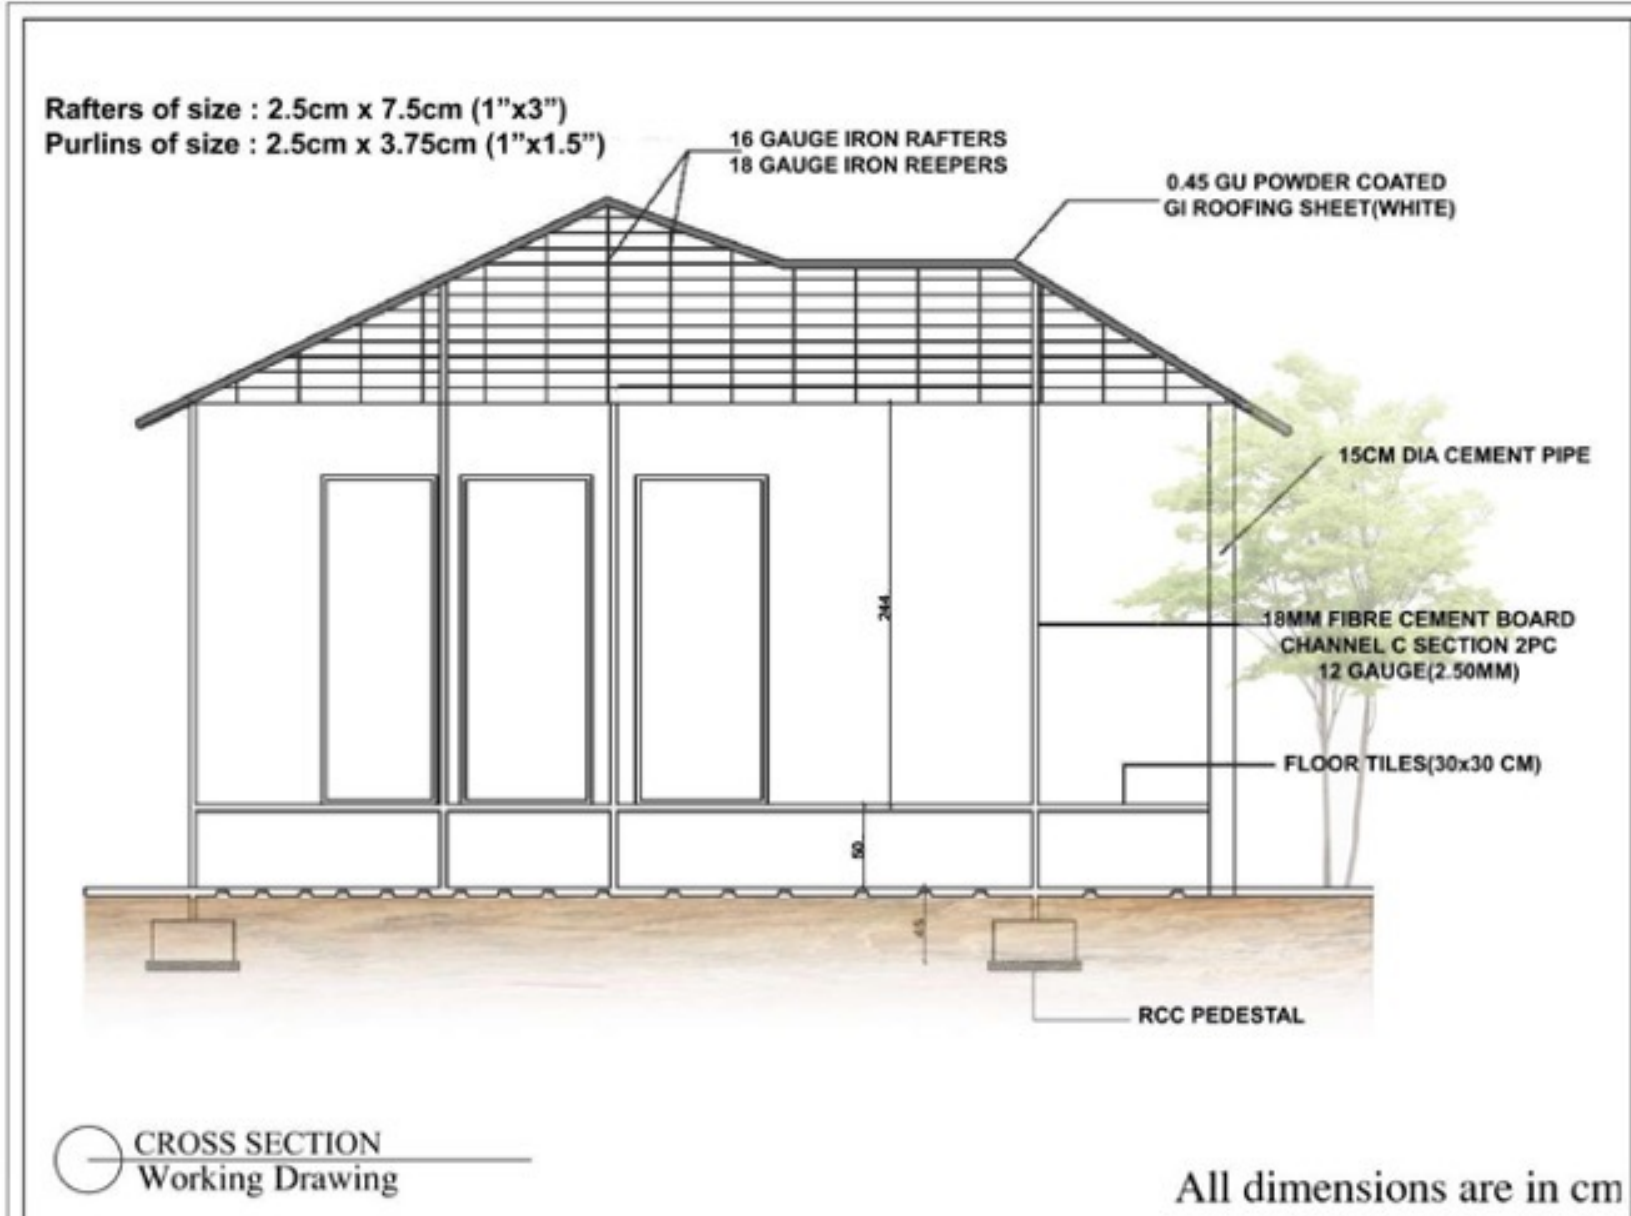 Rafters of size : 2.5cm x 7.5cm (1”x3”)
Purlins of size : 2.5cm x 3.75cm (1”x1.5”)
16 GAUGE IRON RAFTERS
18 GAUGE IRON REEPERS
0.45 GU POWDER COATED
GI ROOFING SHEET(WHITE)
15CM DIA CEMENT PIPE
244
18MM FIBRE CEMENT BOARD
CHANNEL C SECTION 2PC
12 GAUGE(2.50MM)
FLOOR TILES(30x30 CM)
50
45
RCC PEDESTAL
CROSS SECTION
Working Drawing
All dimensions are in cm